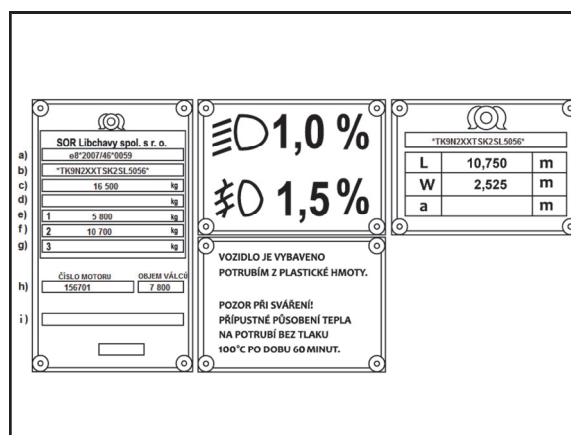 SOR Libchavy spol. s r. o.
a) e8*2007/46*0059
b) *TK9N2XXTSK2SL5056*
c) 16 500 kg
d) kg
e) 1 5 800 kg
f) 2 10 700 kg
g) 3 kg
ČÍSLO MOTORU OBJEM VÁLCŮ
h) 156701 7 800
i)
1,0 %
1,5 %
VOZIDLO JE VYBAVENO
POTRUBÍM Z PLASTICKÉ HMOTY.
POZOR PŘI SVÁŘENÍ!
PŘÍPUSTNÉ PŮSOBENÍ TEPLA
NA POTRUBÍ BEZ TLAKU
100°C PO DOBU 60 MINUT.
*TK9N2XXTSK2SL5056*
L 10,750 m
W 2,525 m
a m